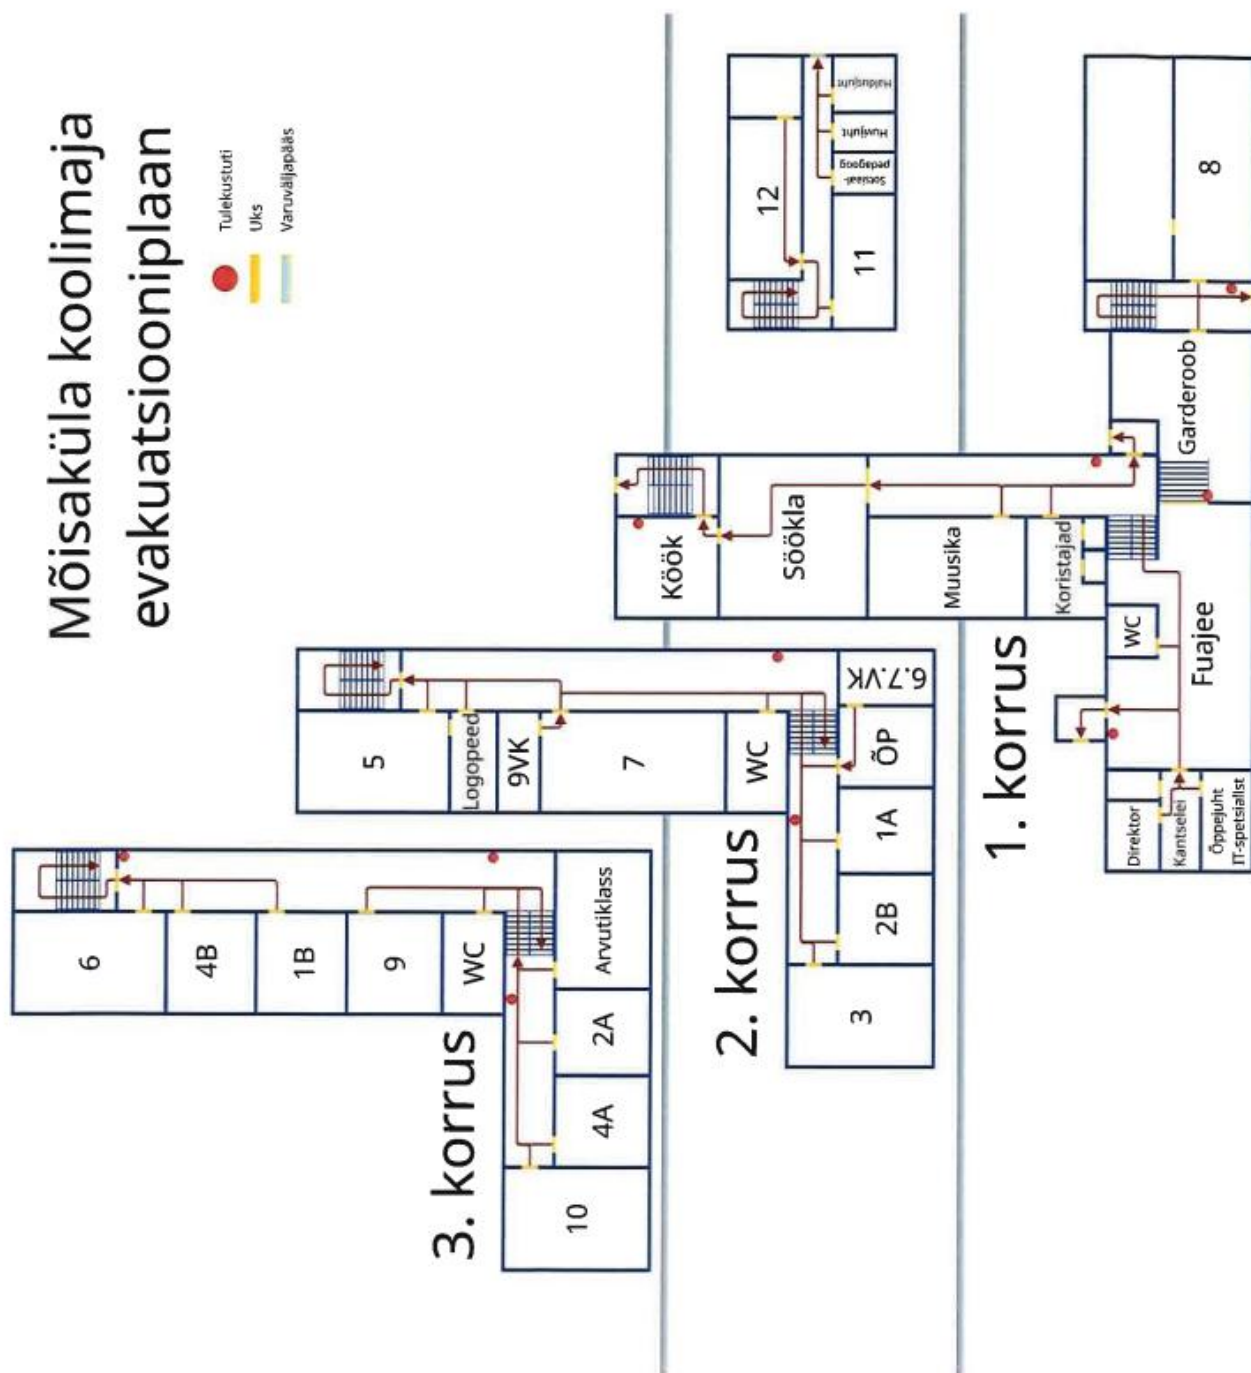 Mõisaküla koolimaja
evakuatsiooniplaan
Tulekustuti
Uks
Varuväljapääs
3. korrus
6
4B
1B
9
WC
10
4A
2A
Arvutiklass
2. korrus
5
Logopeed
9VK
7
WC
3
2B
1A
ÕP
6.7.VK
12
11
Sotsiaal-
pedagoog
Huvijuht
Haldusjuht
1. korrus
Köök
Söökla
Muusika
Koristajad
WC
Fuajee
Direktor
Kantselei
Õppejuht
IT-spetsialist
Garderoob
8